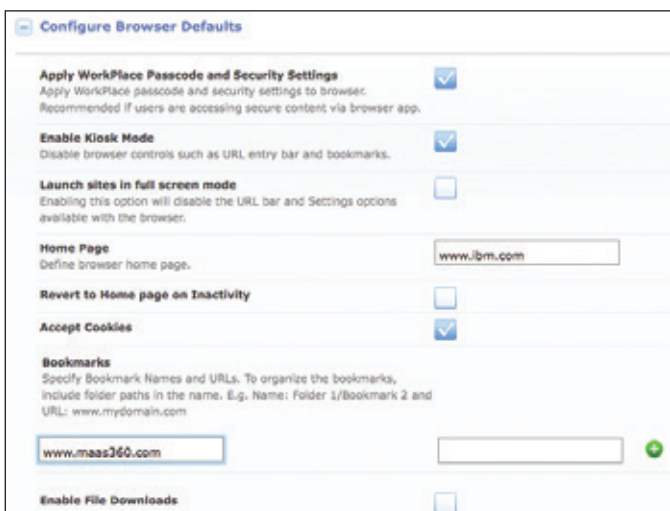 Configure Browser Defaults
Apply WorkPlace Passcode and Security Settings
Apply WorkPlace passcode and security settings to browser.
Recommended if users are accessing secure content via browser app.
Enable Kiosk Mode
Disable browser controls such as URL entry bar and bookmarks.
Launch sites in full screen mode
Enabling this option will disable the URL bar and Settings options
available with the browser.
Home Page
Define browser home page.
www.ibm.com
Revert to Home page on Inactivity
Accept Cookies
Bookmarks
Specify Bookmark Names and URLs. To organize the bookmarks,
include folder paths in the name. E.g. Name: Folder 1/Bookmark 2 and
URL: www.mydomain.com
www.maas360.com
Enable File Downloads